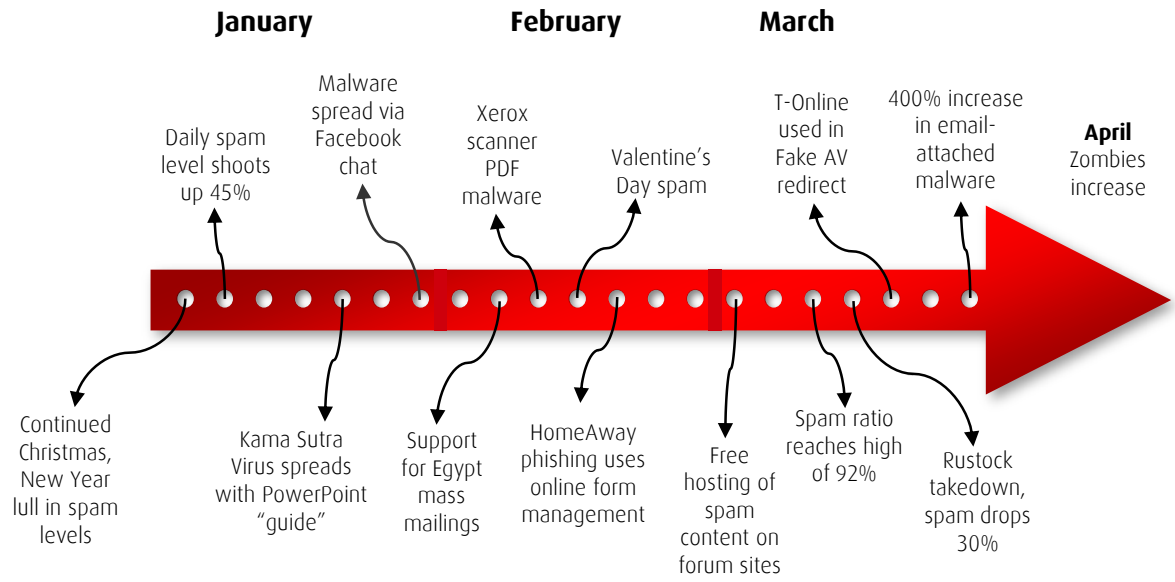 January
February
March
Daily spam
level shoots
up 45%
Malware
spread via
Facebook
chat
Xerox
scanner
PDF
malware
Valentine’s
Day spam
T-Online
used in
Fake AV
redirect
400% increase
in email-
attached
malware
April
Zombies
increase
Continued
Christmas,
New Year
lull in spam
levels
Kama Sutra
Virus spreads
with PowerPoint
“guide”
Support
for Egypt
mass
mailings
HomeAway
phishing uses
online form
management
Free
hosting of
spam
content on
forum sites
Spam ratio
reaches high
of 92%
Rustock
takedown,
spam drops
30%